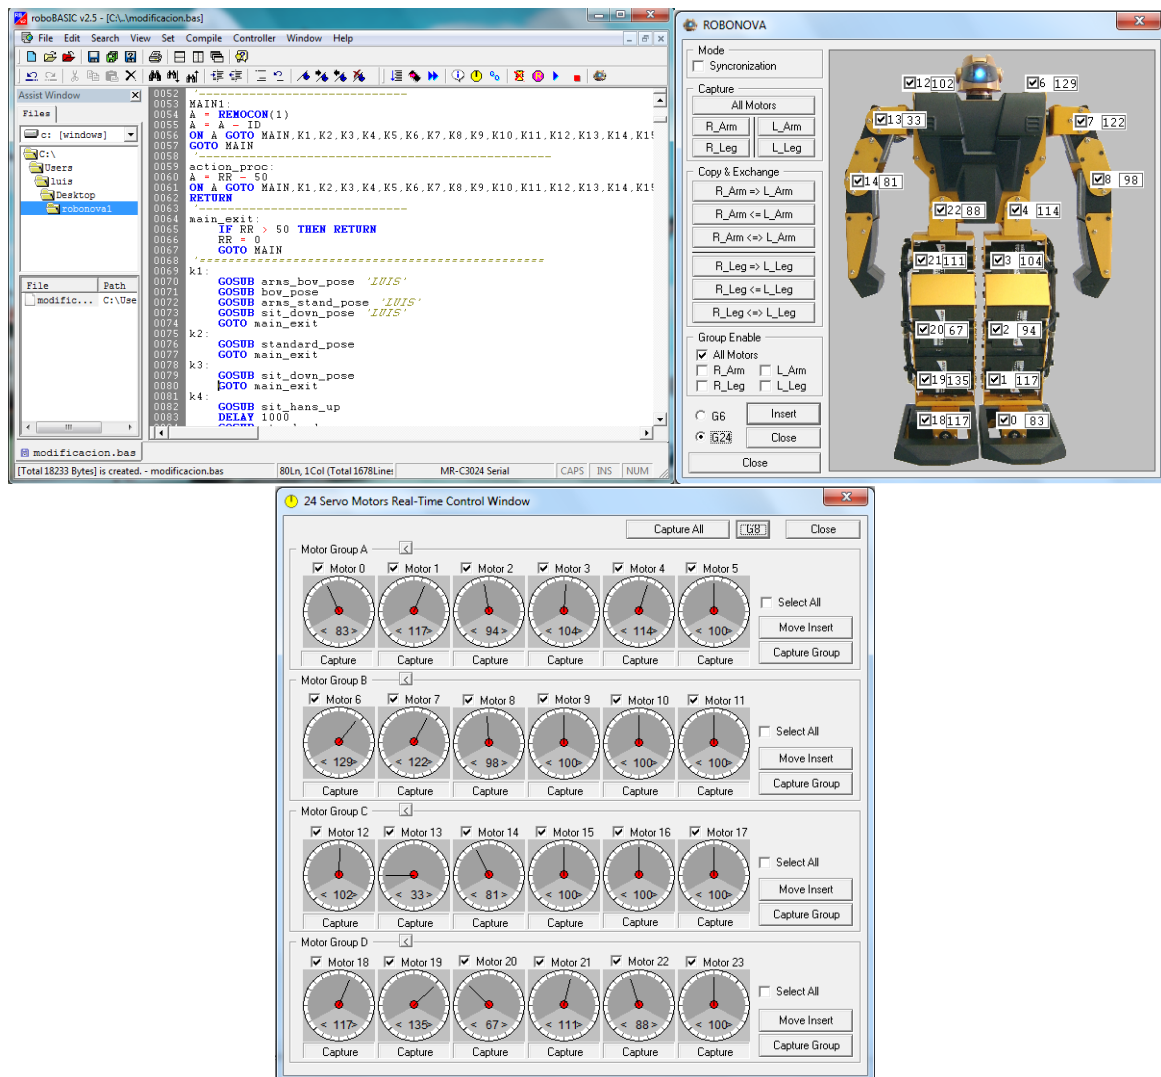 roboBASIC v2.5 - [C:\..\modificacion.bas]
File Edit Search View Set Compile Controller Window Help
Assist Window
Files
c: [windows]
C:\
Users
luis
Desktop
robonova1
File Path
modific... C:\Use
0052 '-----------------------------
0053 MAIN1:
0054 A = REMOCON(1)
0055 A = A - ID
0056 ON A GOTO MAIN,K1,K2,K3,K4,K5,K6,K7,K8,K9,K10,K11,K12,K13,K14,K1
0057 GOTO MAIN
0058 '-------------------------------------------------
0059 action_proc:
0060 A = RR - 50
0061 ON A GOTO MAIN,K1,K2,K3,K4,K5,K6,K7,K8,K9,K10,K11,K12,K13,K14,K1
0062 RETURN
0063 '-----------------------------
0064 main_exit:
0065 IF RR > 50 THEN RETURN
0066 RR = 0
0067 GOTO MAIN
0068 '------------------------------------------------
0069 k1:
0070 GOSUB arms_bow_pose 'LUIS'
0071 GOSUB bow_pose
0072 GOSUB arms_stand_pose 'LUIS'
0073 GOSUB sit_down_pose 'LUIS'
0074 GOTO main_exit
0075 k2:
0076 GOSUB standard_pose
0077 GOTO main_exit
0078 k3:
0079 GOSUB sit_down_pose
0080 GOTO main_exit
0081 k4:
0082 GOSUB sit_hans_up
0083 DELAY 1000
modificacion.bas
[Total 18233 Bytes] is created. - modificacion.bas 80Ln, 1Col (Total 1678Line: MR-C3024 Serial CAPS INS NUM
ROBONOVA
Mode
Syncronization
Capture
All Motors
R_Arm L_Arm
R_Leg L_Leg
Copy & Exchange
R_Arm => L_Arm
R_Arm <= L_Arm
R_Arm <=> L_Arm
R_Leg => L_Leg
R_Leg <= L_Leg
R_Leg <=> L_Leg
Group Enable
All Motors
R_Arm L_Arm
R_Leg L_Leg
G6 Insert
G24 Close
Close
12 102 6 129
13 33 7 122
14 81 8 98
22 88 4 114
21 111 3 104
20 67 2 94
19 135 1 117
18 117 0 83
24 Servo Motors Real-Time Control Window
Capture All G8 Close
Motor Group A <
Motor 0 Motor 1 Motor 2 Motor 3 Motor 4 Motor 5
Select All
< 83 > < 117> < 94 > < 104> < 114> < 100>
Move Insert
Capture Capture Capture Capture Capture Capture
Capture Group
Motor Group B <
Motor 6 Motor 7 Motor 8 Motor 9 Motor 10 Motor 11
Select All
< 129> < 122> < 98 > < 100> < 100> < 100>
Move Insert
Capture Capture Capture Capture Capture Capture
Capture Group
Motor Group C <
Motor 12 Motor 13 Motor 14 Motor 15 Motor 16 Motor 17
Select All
< 102> < 33 > < 81 > < 100> < 100> < 100>
Move Insert
Capture Capture Capture Capture Capture Capture
Capture Group
Motor Group D <
Motor 18 Motor 19 Motor 20 Motor 21 Motor 22 Motor 23
Select All
< 117> < 135> < 67 > < 111> < 88 > < 100>
Move Insert
Capture Capture Capture Capture Capture Capture
Capture Group